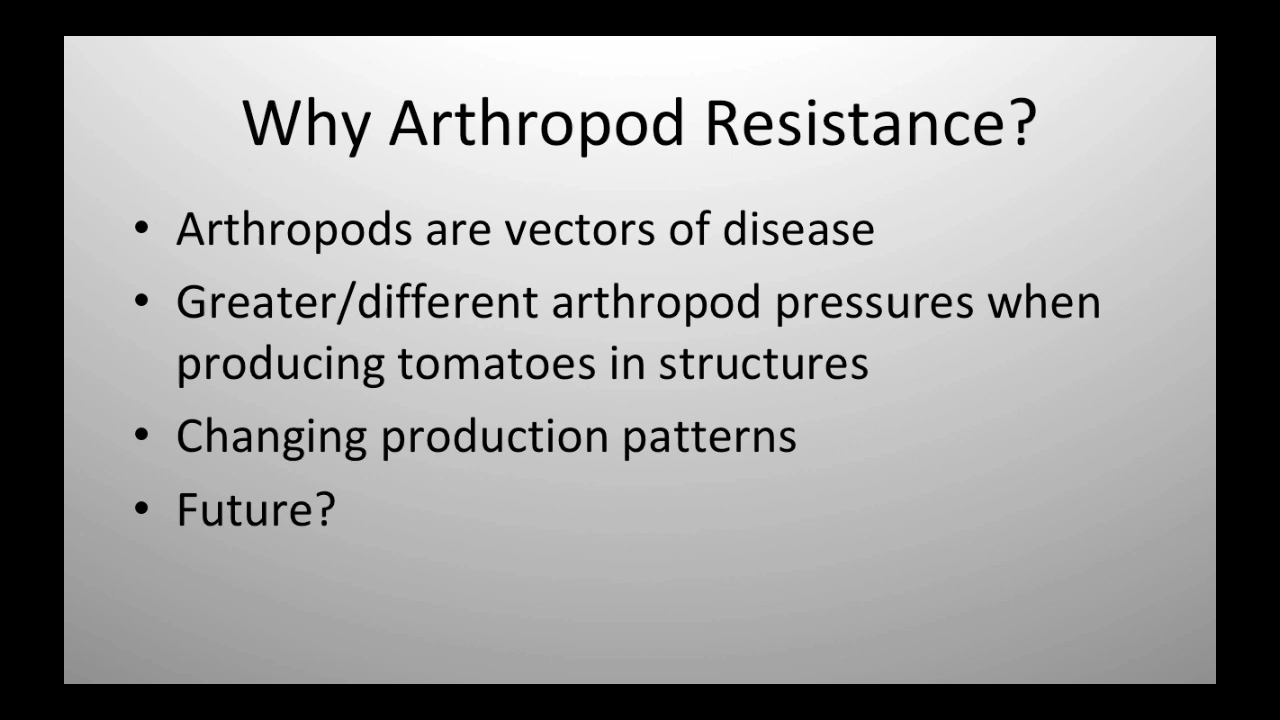 Why Arthropod Resistance?
• Arthropods are vectors of disease
• Greater/different arthropod pressures when
producing tomatoes in structures
• Changing production patterns
• Future?